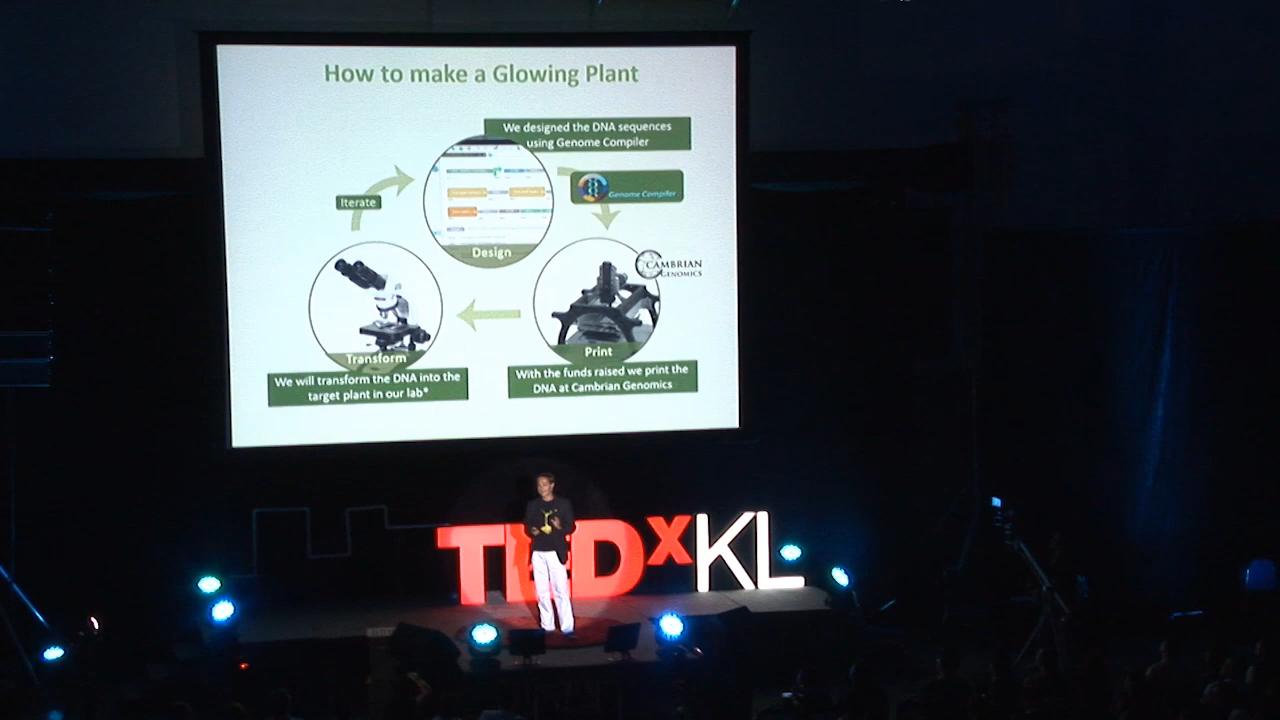 How to make a Glowing Plant
We designed the DNA sequences
using Genome Compiler
Iterate
Genome Compiler
Design
CAMBRIAN
GENOMICS
Transform
Print
We will transform the DNA into the
target plant in our lab*
With the funds raised we print the
DNA at Cambrian Genomics
TEDxKL